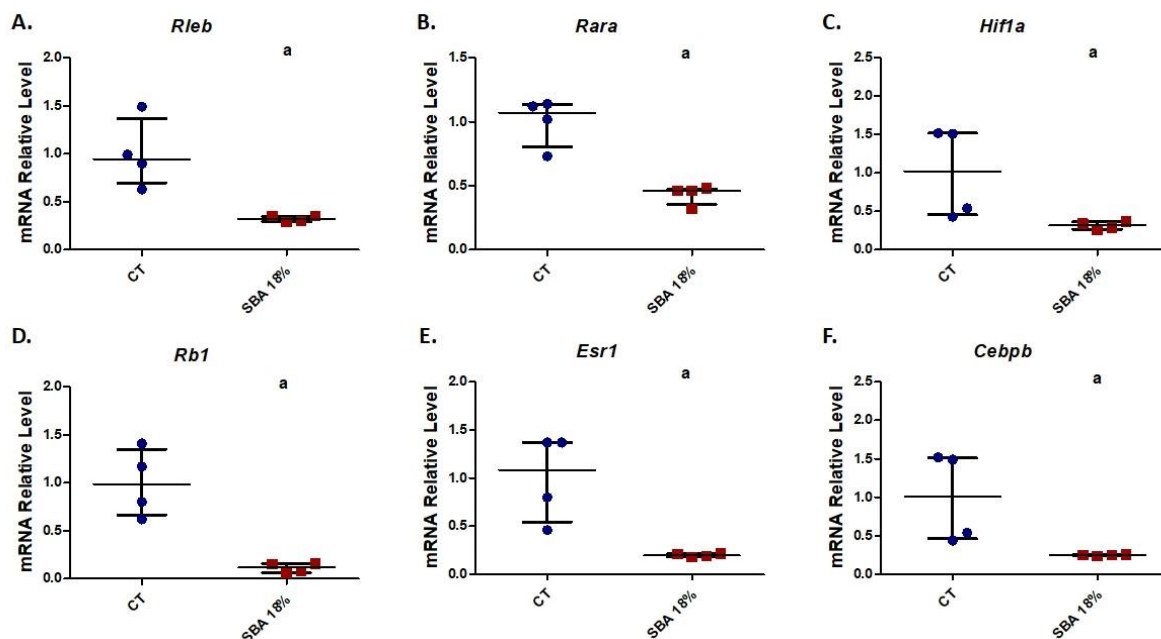 A.
Rleb
a
mRNA Relative Level
2.0
1.5
1.0
0.5
0.0
CT
SBA 18%
B.
Rara
a
mRNA Relative Level
1.5
1.0
0.5
0.0
CT
SBA 18%
C.
Hif1a
a
mRNA Relative Level
2.5
2.0
1.5
1.0
0.5
0.0
CT
SBA 18%
D.
Rb1
a
mRNA Relative Level
2.0
1.5
1.0
0.5
0.0
CT
SBA 18%
E.
Esr1
a
mRNA Relative Level
2.0
1.5
1.0
0.5
0.0
CT
SBA 18%
F.
Cebpb
a
mRNA Relative Level
2.5
2.0
1.5
1.0
0.5
0.0
CT
SBA 18%